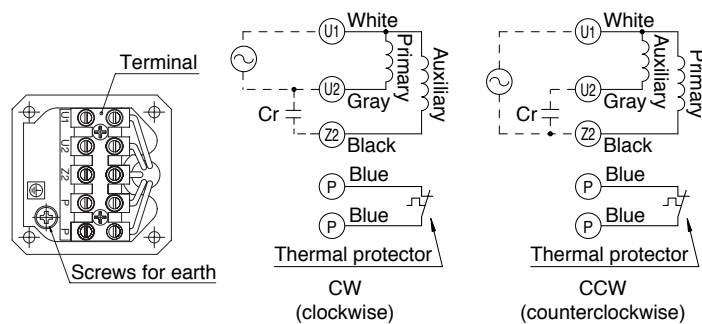 Terminal
U1
U2
Z2
P
P
Screws for earth
U1
White
Primary
Auxiliary
U2
Gray
Cr
Z2
Black
P
Blue
P
Blue
Thermal protector
CW
(clockwise)
U1
White
Auxiliary
Primary
U2
Gray
Cr
Z2
Black
P
Blue
P
Blue
Thermal protector
CCW
(counterclockwise)